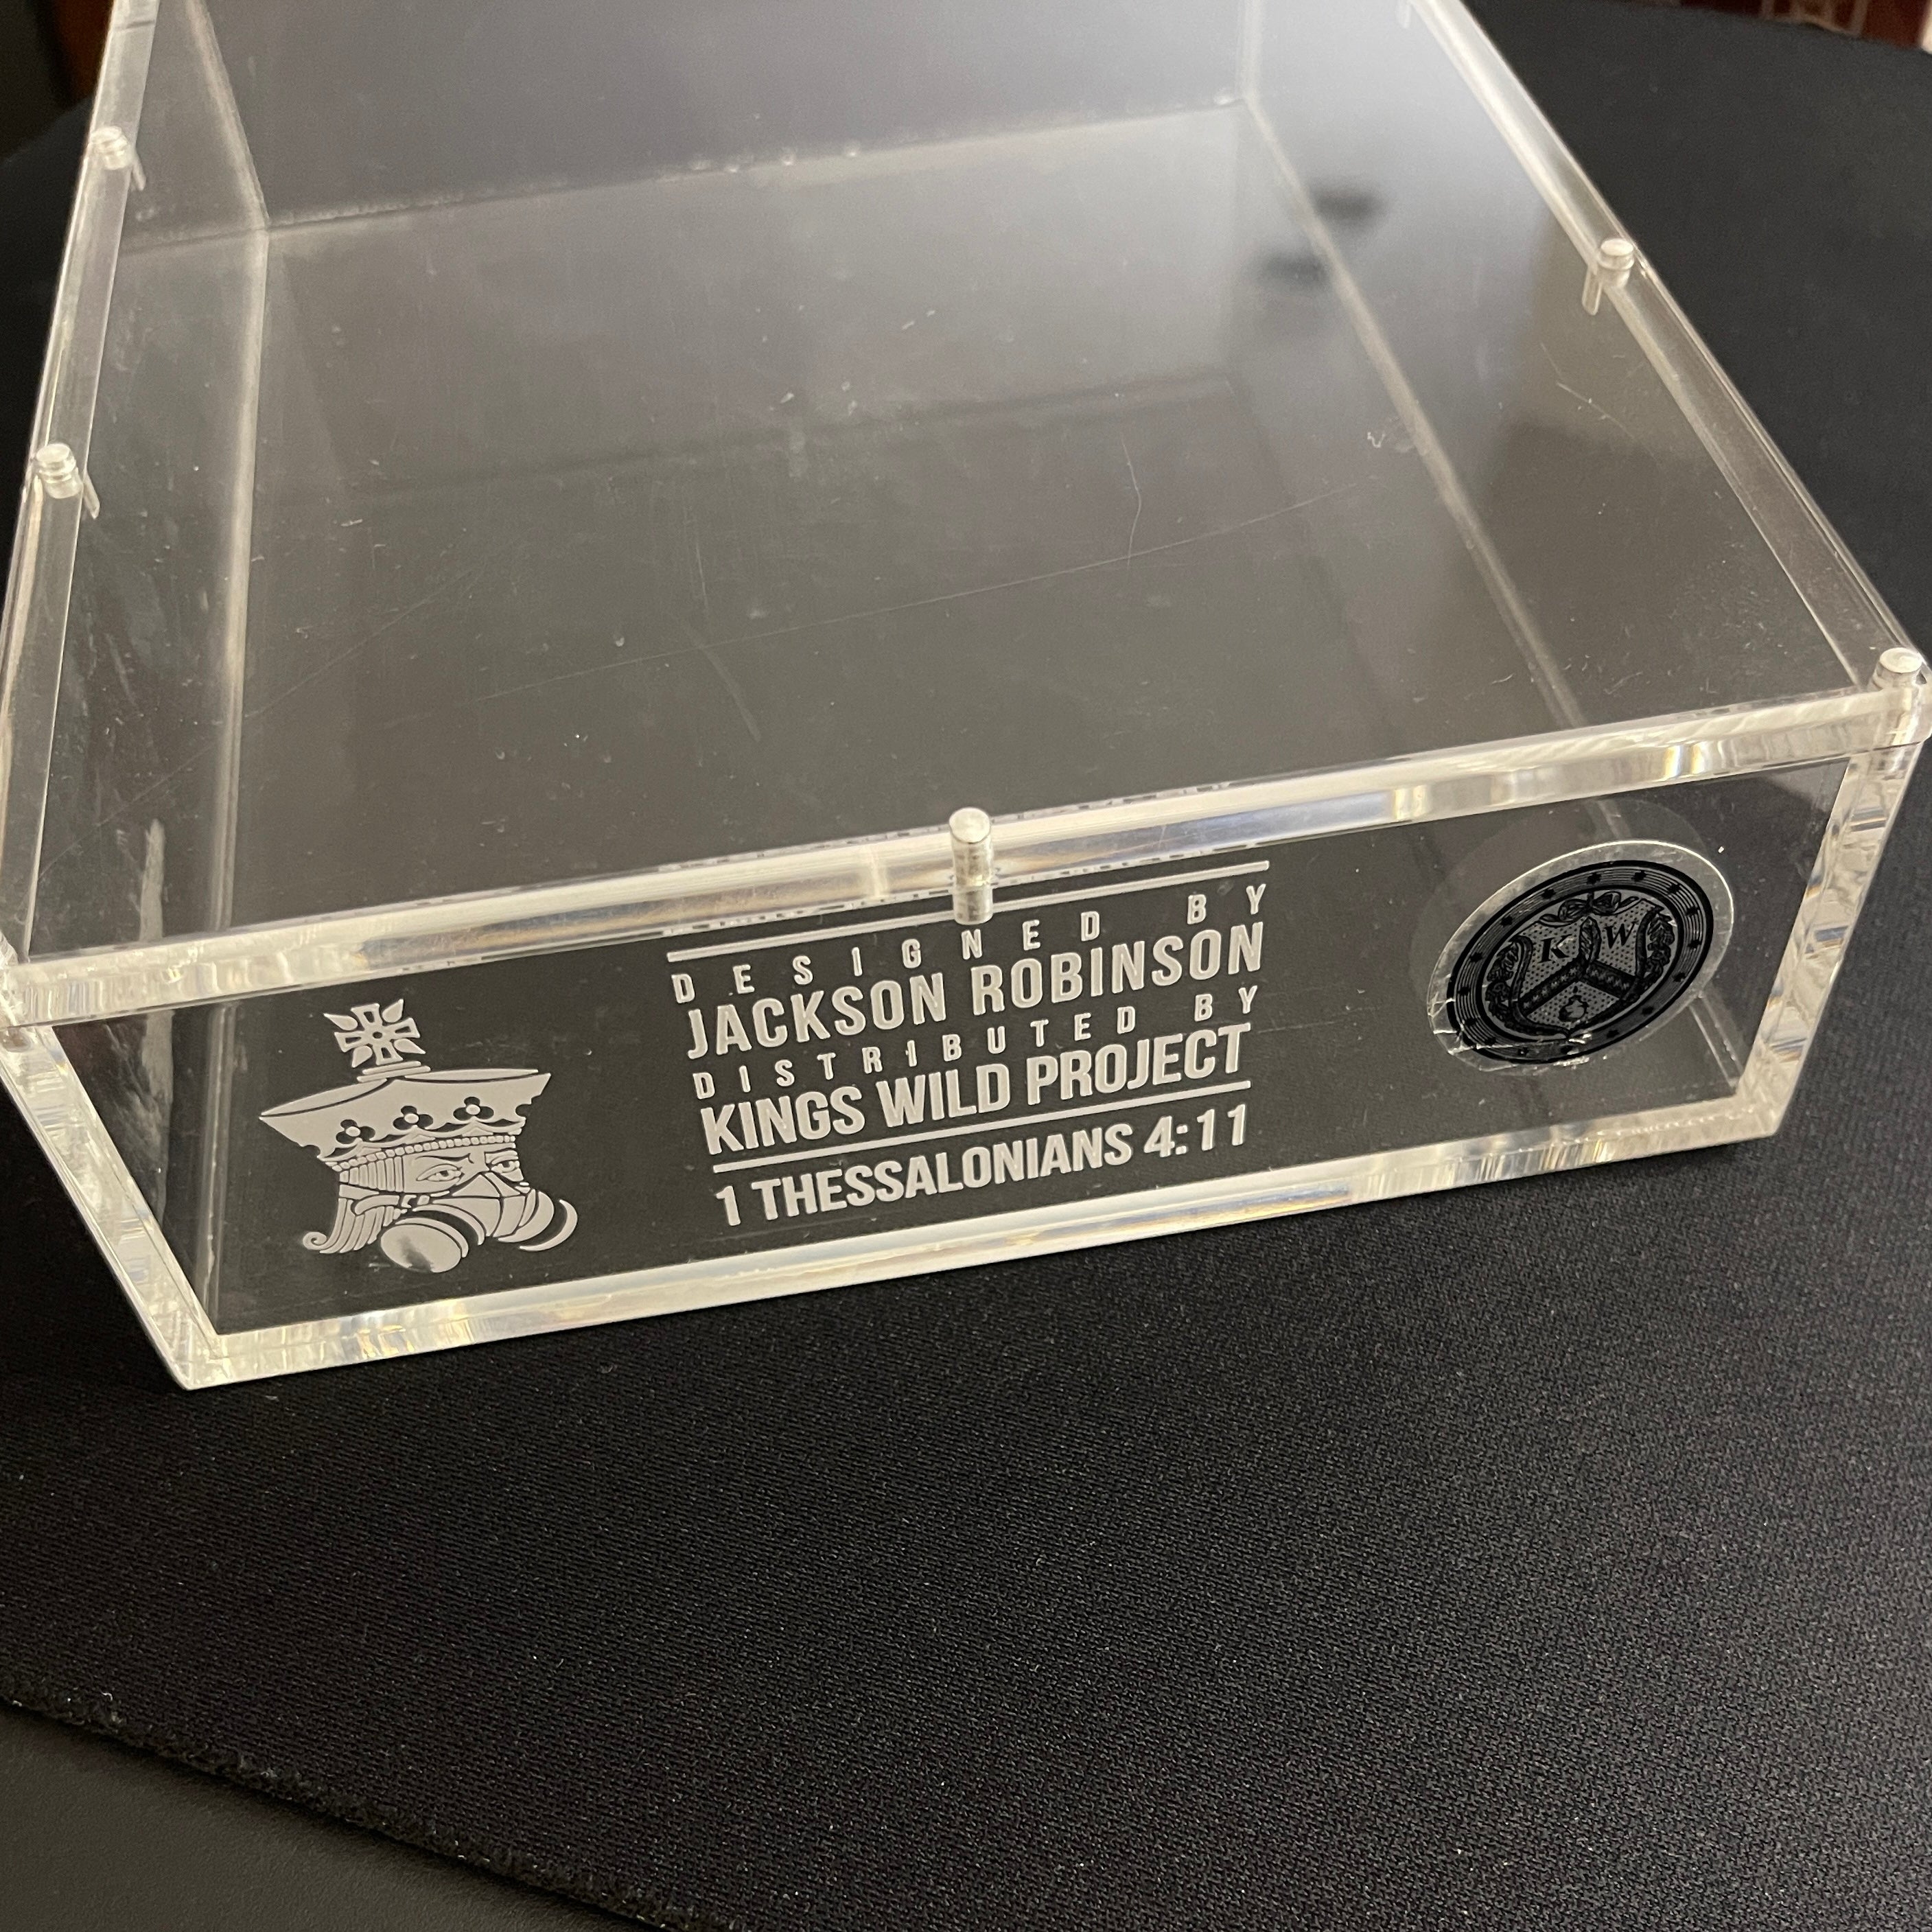 DESIGNED BY
JACKSON ROBINSON
DISTRIBUTED BY
KINGS WILD PROJECT
1 THESSALONIANS 4:11
K W